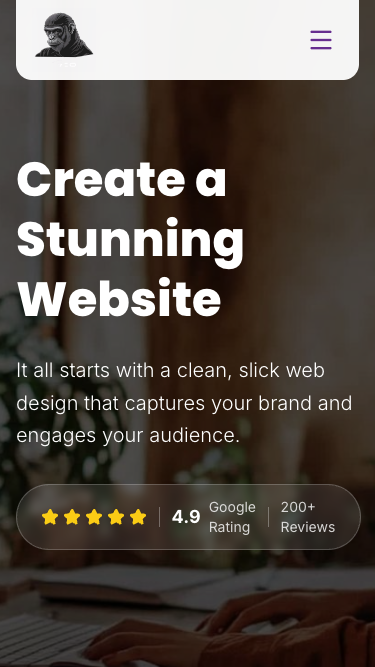 Create a
Stunning
Website
It all starts with a clean, slick web
design that captures your brand and
engages your audience.
4.9 Google Rating 200+ Reviews